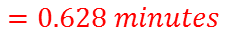 = 0.628 minutes